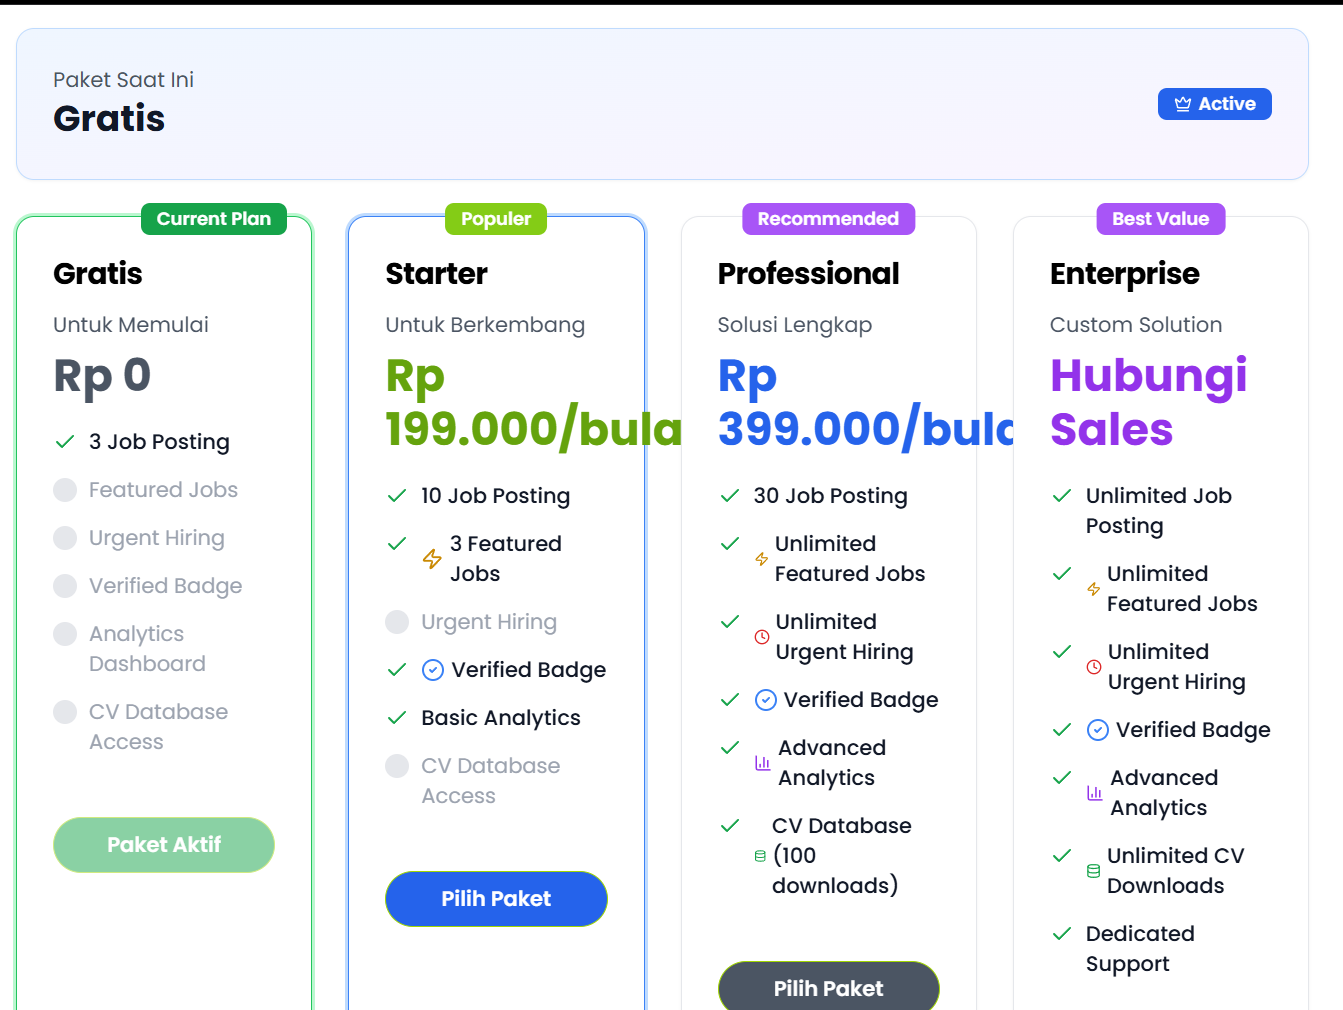 Paket Saat Ini
Gratis
Active
Current Plan
Gratis
Untuk Memulai
Rp 0
3 Job Posting
Featured Jobs
Urgent Hiring
Verified Badge
Analytics
Dashboard
CV Database
Access
Paket Aktif
Populer
Starter
Untuk Berkembang
Rp
199.000/bula
10 Job Posting
3 Featured
Jobs
Urgent Hiring
Verified Badge
Basic Analytics
CV Database
Access
Pilih Paket
Recommended
Professional
Solusi Lengkap
Rp
399.000/bula
30 Job Posting
Unlimited
Featured Jobs
Unlimited
Urgent Hiring
Verified Badge
Advanced
Analytics
CV Database
(100
downloads)
Pilih Paket
Best Value
Enterprise
Custom Solution
Hubungi
Sales
Unlimited Job
Posting
Unlimited
Featured Jobs
Unlimited
Urgent Hiring
Verified Badge
Advanced
Analytics
Unlimited CV
Downloads
Dedicated
Support